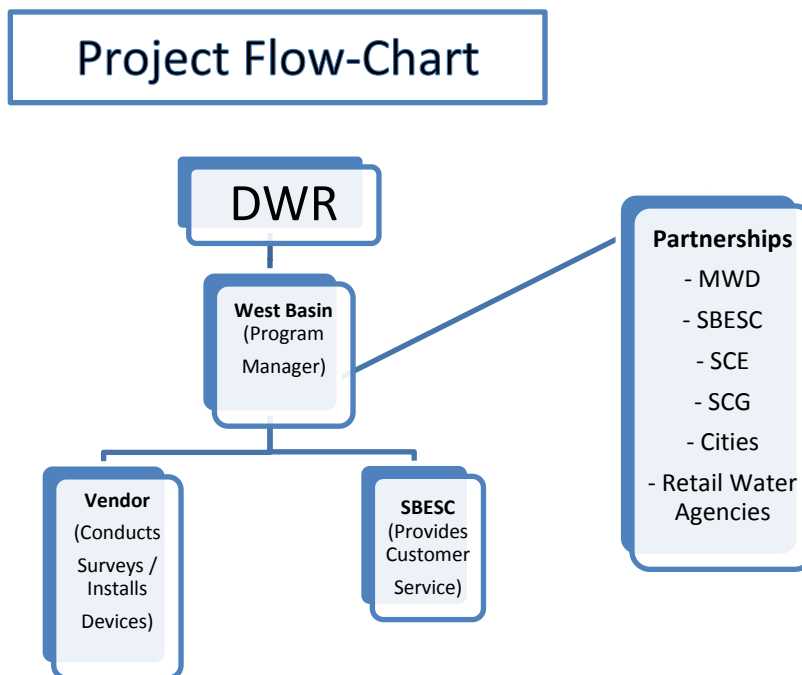 Project Flow-Chart
DWR
West Basin
(Program
Manager)
Partnerships
- MWD
- SBESC
- SCE
- SCG
- Cities
- Retail Water
Agencies
Vendor
(Conducts
Surveys /
Installs
Devices)
SBESC
(Provides
Customer
Service)